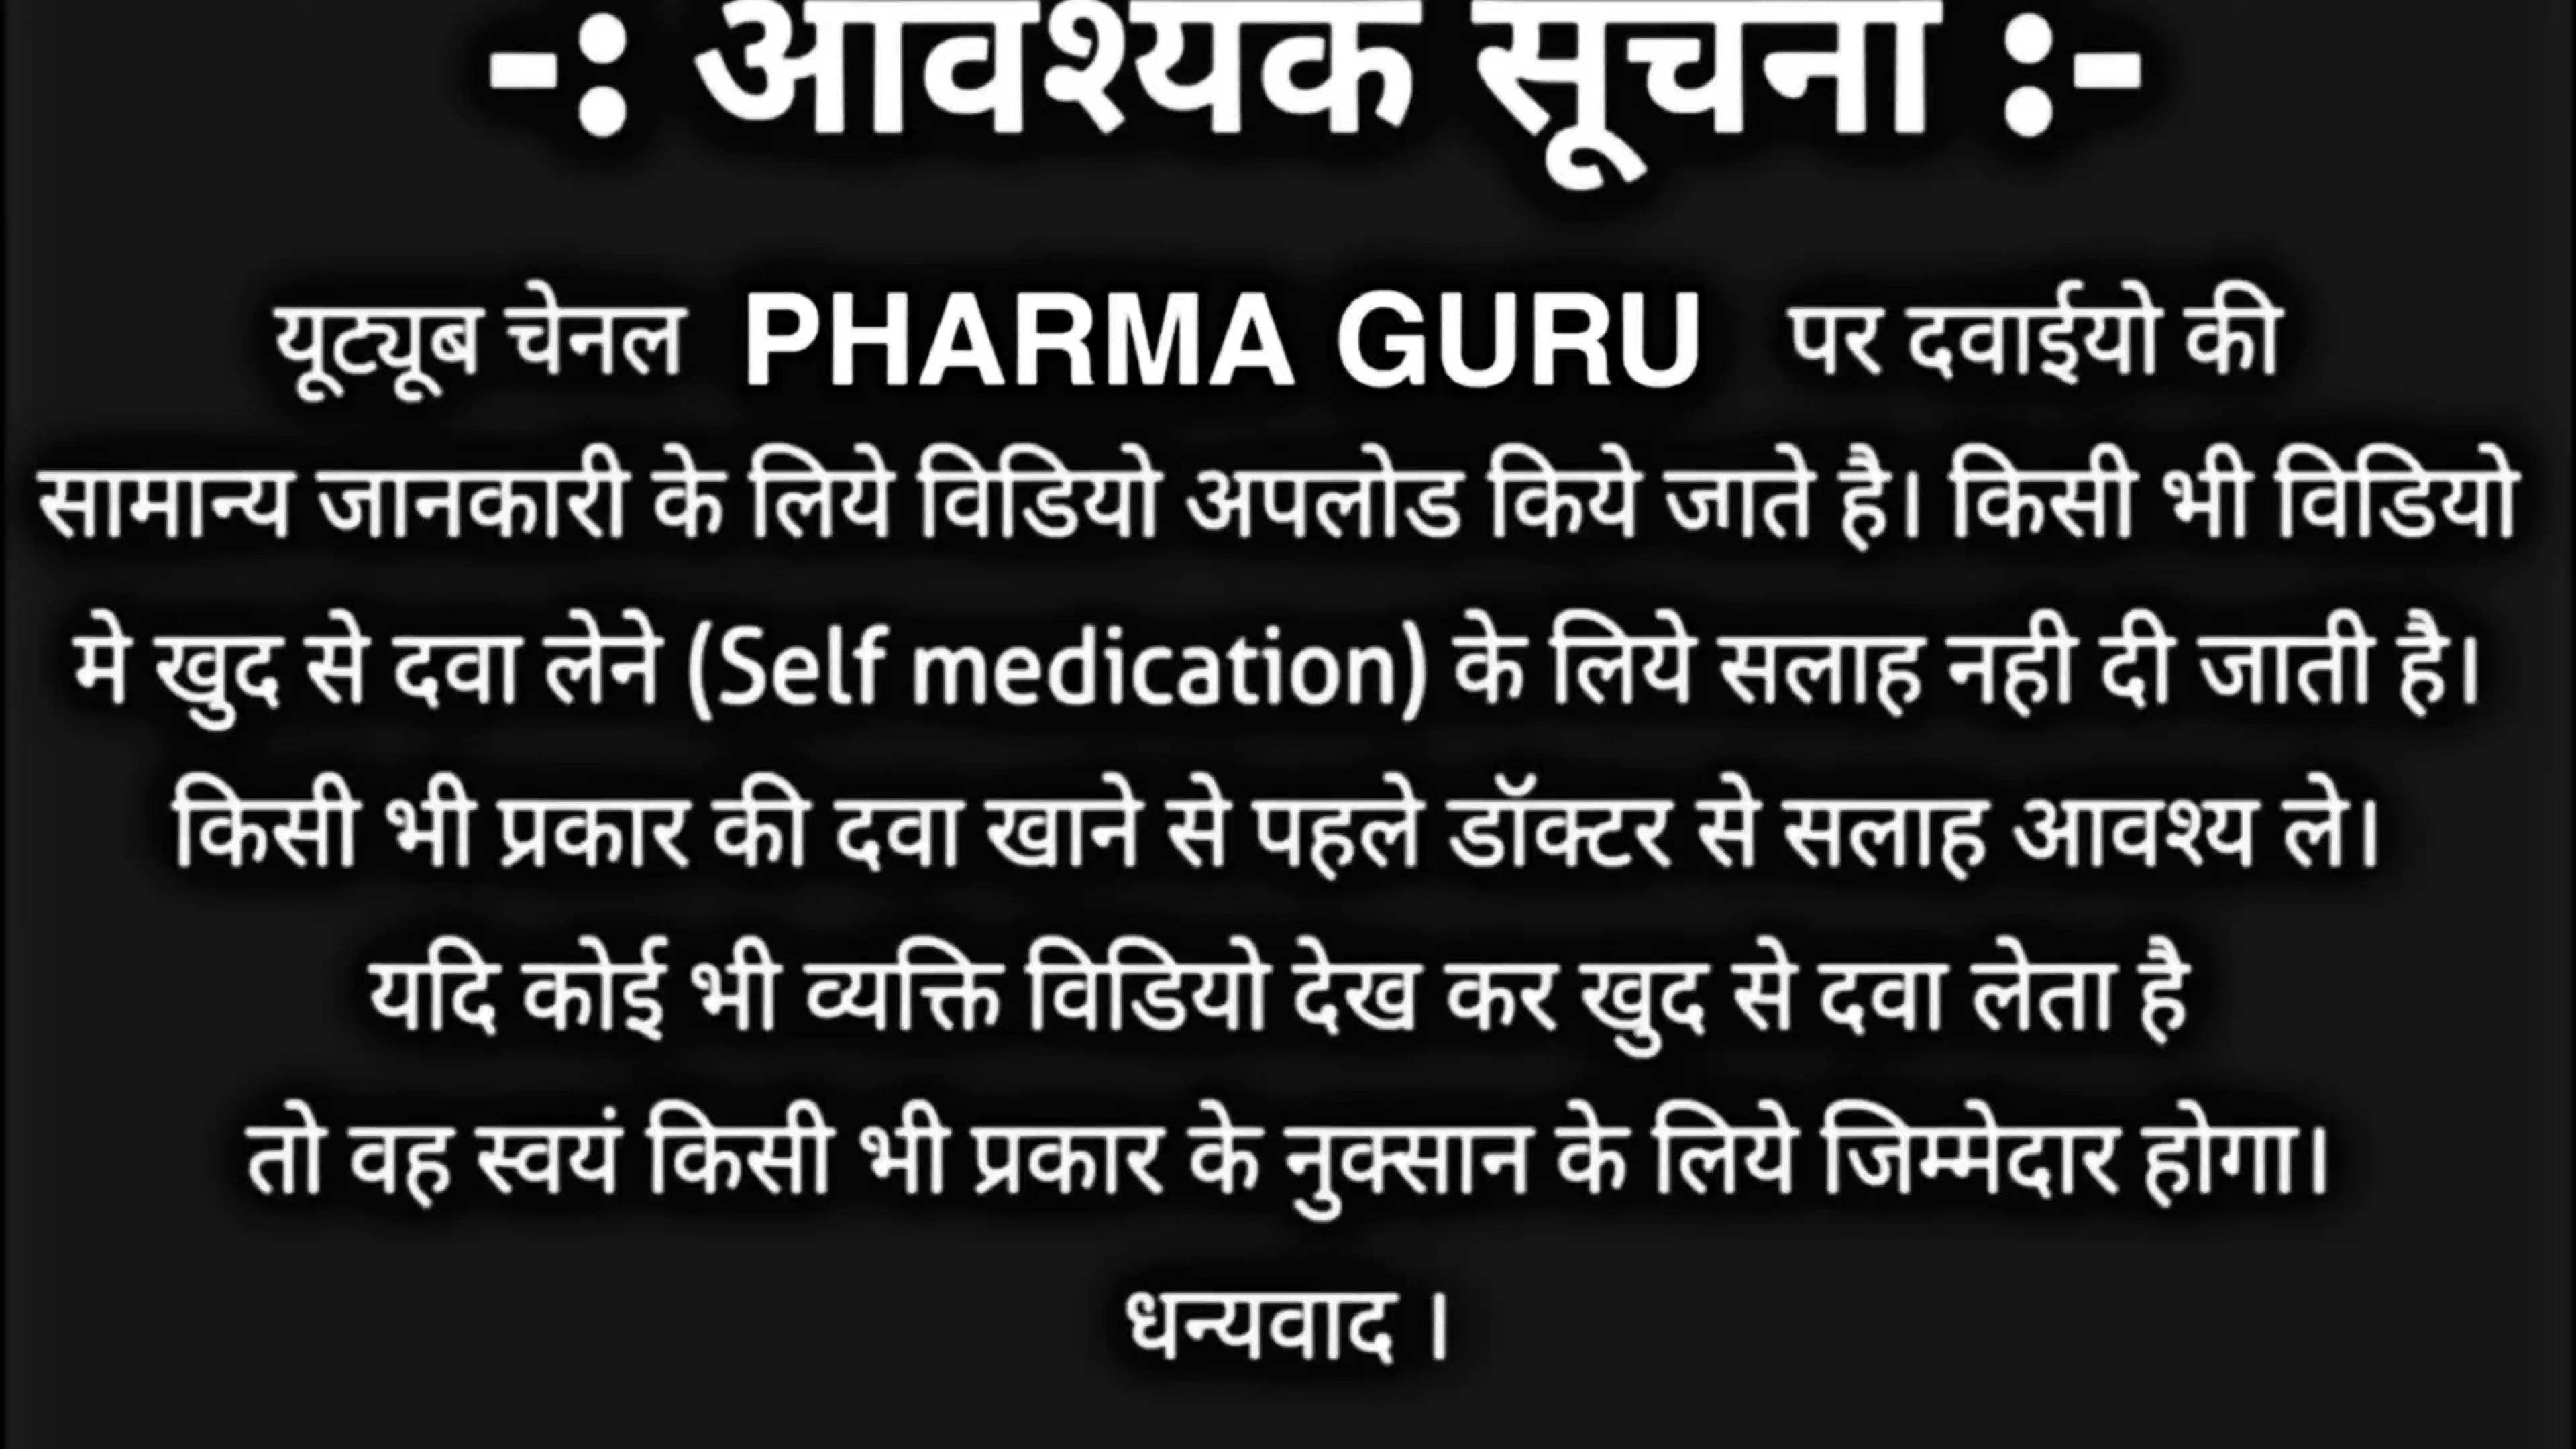 -: आवश्यक सूचना :-
यूट्यूब चेनल PHARMA GURU पर दवाईयो की
सामान्य जानकारी के लिये विडियो अपलोड किये जाते है। किसी भी विडियो
मे खुद से दवा लेने (Self medication) के लिये सलाह नही दी जाती है।
किसी भी प्रकार की दवा खाने से पहले डॉक्टर से सलाह आवश्य ले।
यदि कोई भी व्यक्ति विडियो देख कर खुद से दवा लेता है
तो वह स्वयं किसी भी प्रकार के नुक्सान के लिये जिम्मेदार होगा।
धन्यवाद ।